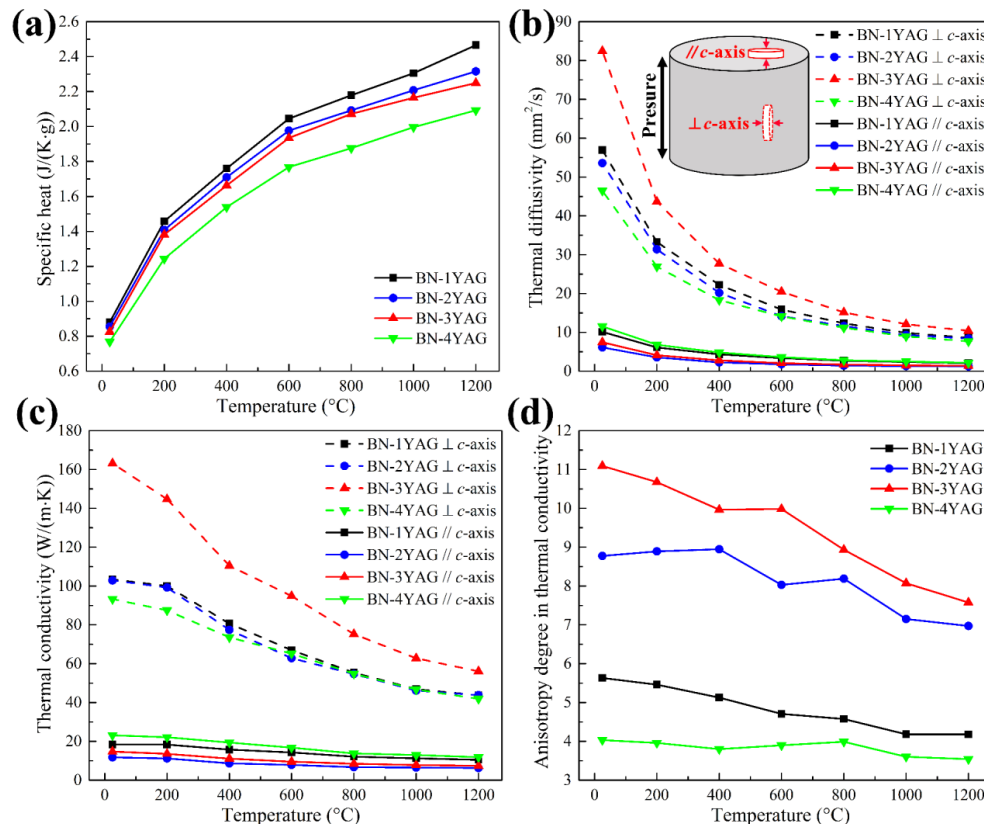 (a)
Specific heat (J/(K·g))
2.6
2.4
2.2
2.0
1.8
1.6
1.4
1.2
1.0
0.8
0.6
BN-1YAG
BN-2YAG
BN-3YAG
BN-4YAG
0 200 400 600 800 1000 1200
Temperature (°C)
(b)
Thermal diffusivity (mm²/s)
90
80
70
60
50
40
30
20
10
0
Presure
//c-axis
⊥c-axis
BN-1YAG ⊥ c-axis
BN-2YAG ⊥ c-axis
BN-3YAG ⊥ c-axis
BN-4YAG ⊥ c-axis
BN-1YAG // c-axis
BN-2YAG // c-axis
BN-3YAG // c-axis
BN-4YAG // c-axis
0 200 400 600 800 1000 1200
Temperature (°C)
(c)
Thermal conductivity (W/(m·K))
180
160
140
120
100
80
60
40
20
0
BN-1YAG ⊥ c-axis
BN-2YAG ⊥ c-axis
BN-3YAG ⊥ c-axis
BN-4YAG ⊥ c-axis
BN-1YAG // c-axis
BN-2YAG // c-axis
BN-3YAG // c-axis
BN-4YAG // c-axis
0 200 400 600 800 1000 1200
Temperature (°C)
(d)
Anisotropy degree in thermal conductivity
12
11
10
9
8
7
6
5
4
3
BN-1YAG
BN-2YAG
BN-3YAG
BN-4YAG
0 200 400 600 800 1000 1200
Temperature (°C)